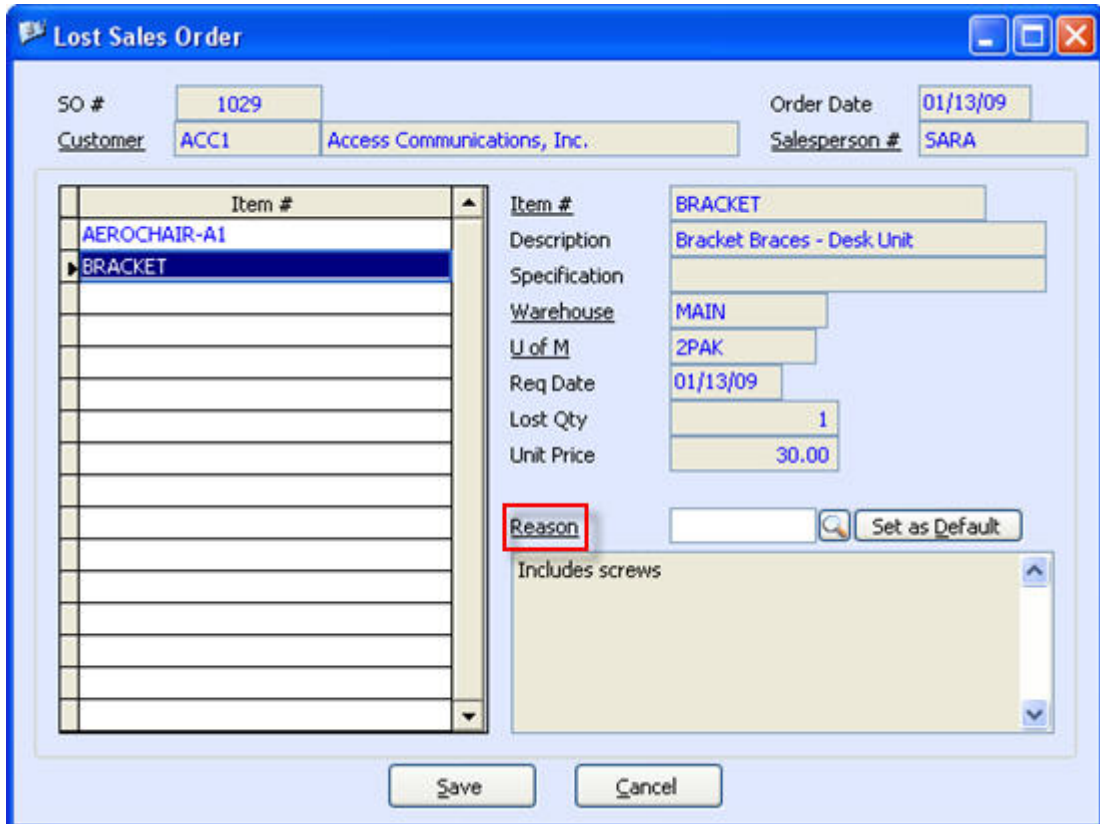 Lost Sales Order
SO # 1029 Order Date 01/13/09
Customer ACC1 Access Communications, Inc. Salesperson # SARA
Item #
AEROCHAIR-A1
BRACKET
Item # BRACKET
Description Bracket Braces - Desk Unit
Specification
Warehouse MAIN
U of M 2PAK
Req Date 01/13/09
Lost Qty 1
Unit Price 30.00
Reason Set as Default
Includes screws
Save Cancel